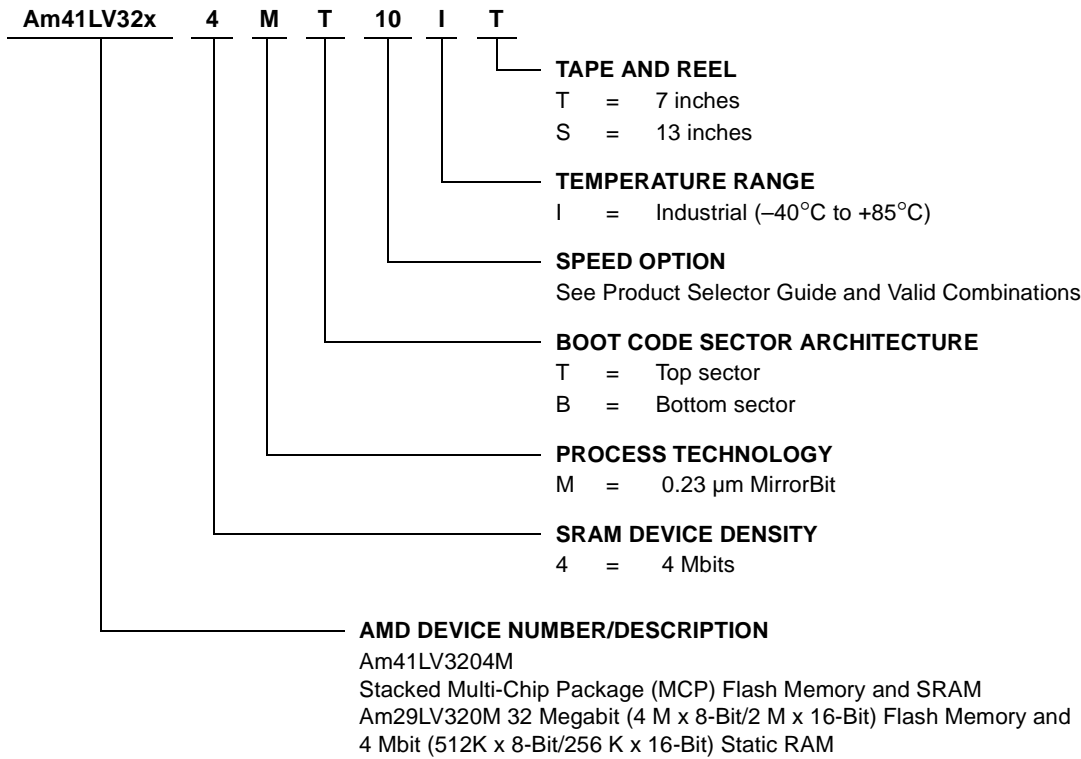 Am41LV32x 4 M T 10 I T
TAPE AND REEL
T = 7 inches
S = 13 inches
TEMPERATURE RANGE
I = Industrial (–40°C to +85°C)
SPEED OPTION
See Product Selector Guide and Valid Combinations
BOOT CODE SECTOR ARCHITECTURE
T = Top sector
B = Bottom sector
PROCESS TECHNOLOGY
M = 0.23 µm MirrorBit
SRAM DEVICE DENSITY
4 = 4 Mbits
AMD DEVICE NUMBER/DESCRIPTION
Am41LV3204M
Stacked Multi-Chip Package (MCP) Flash Memory and SRAM
Am29LV320M 32 Megabit (4 M x 8-Bit/2 M x 16-Bit) Flash Memory and
4 Mbit (512K x 8-Bit/256 K x 16-Bit) Static RAM